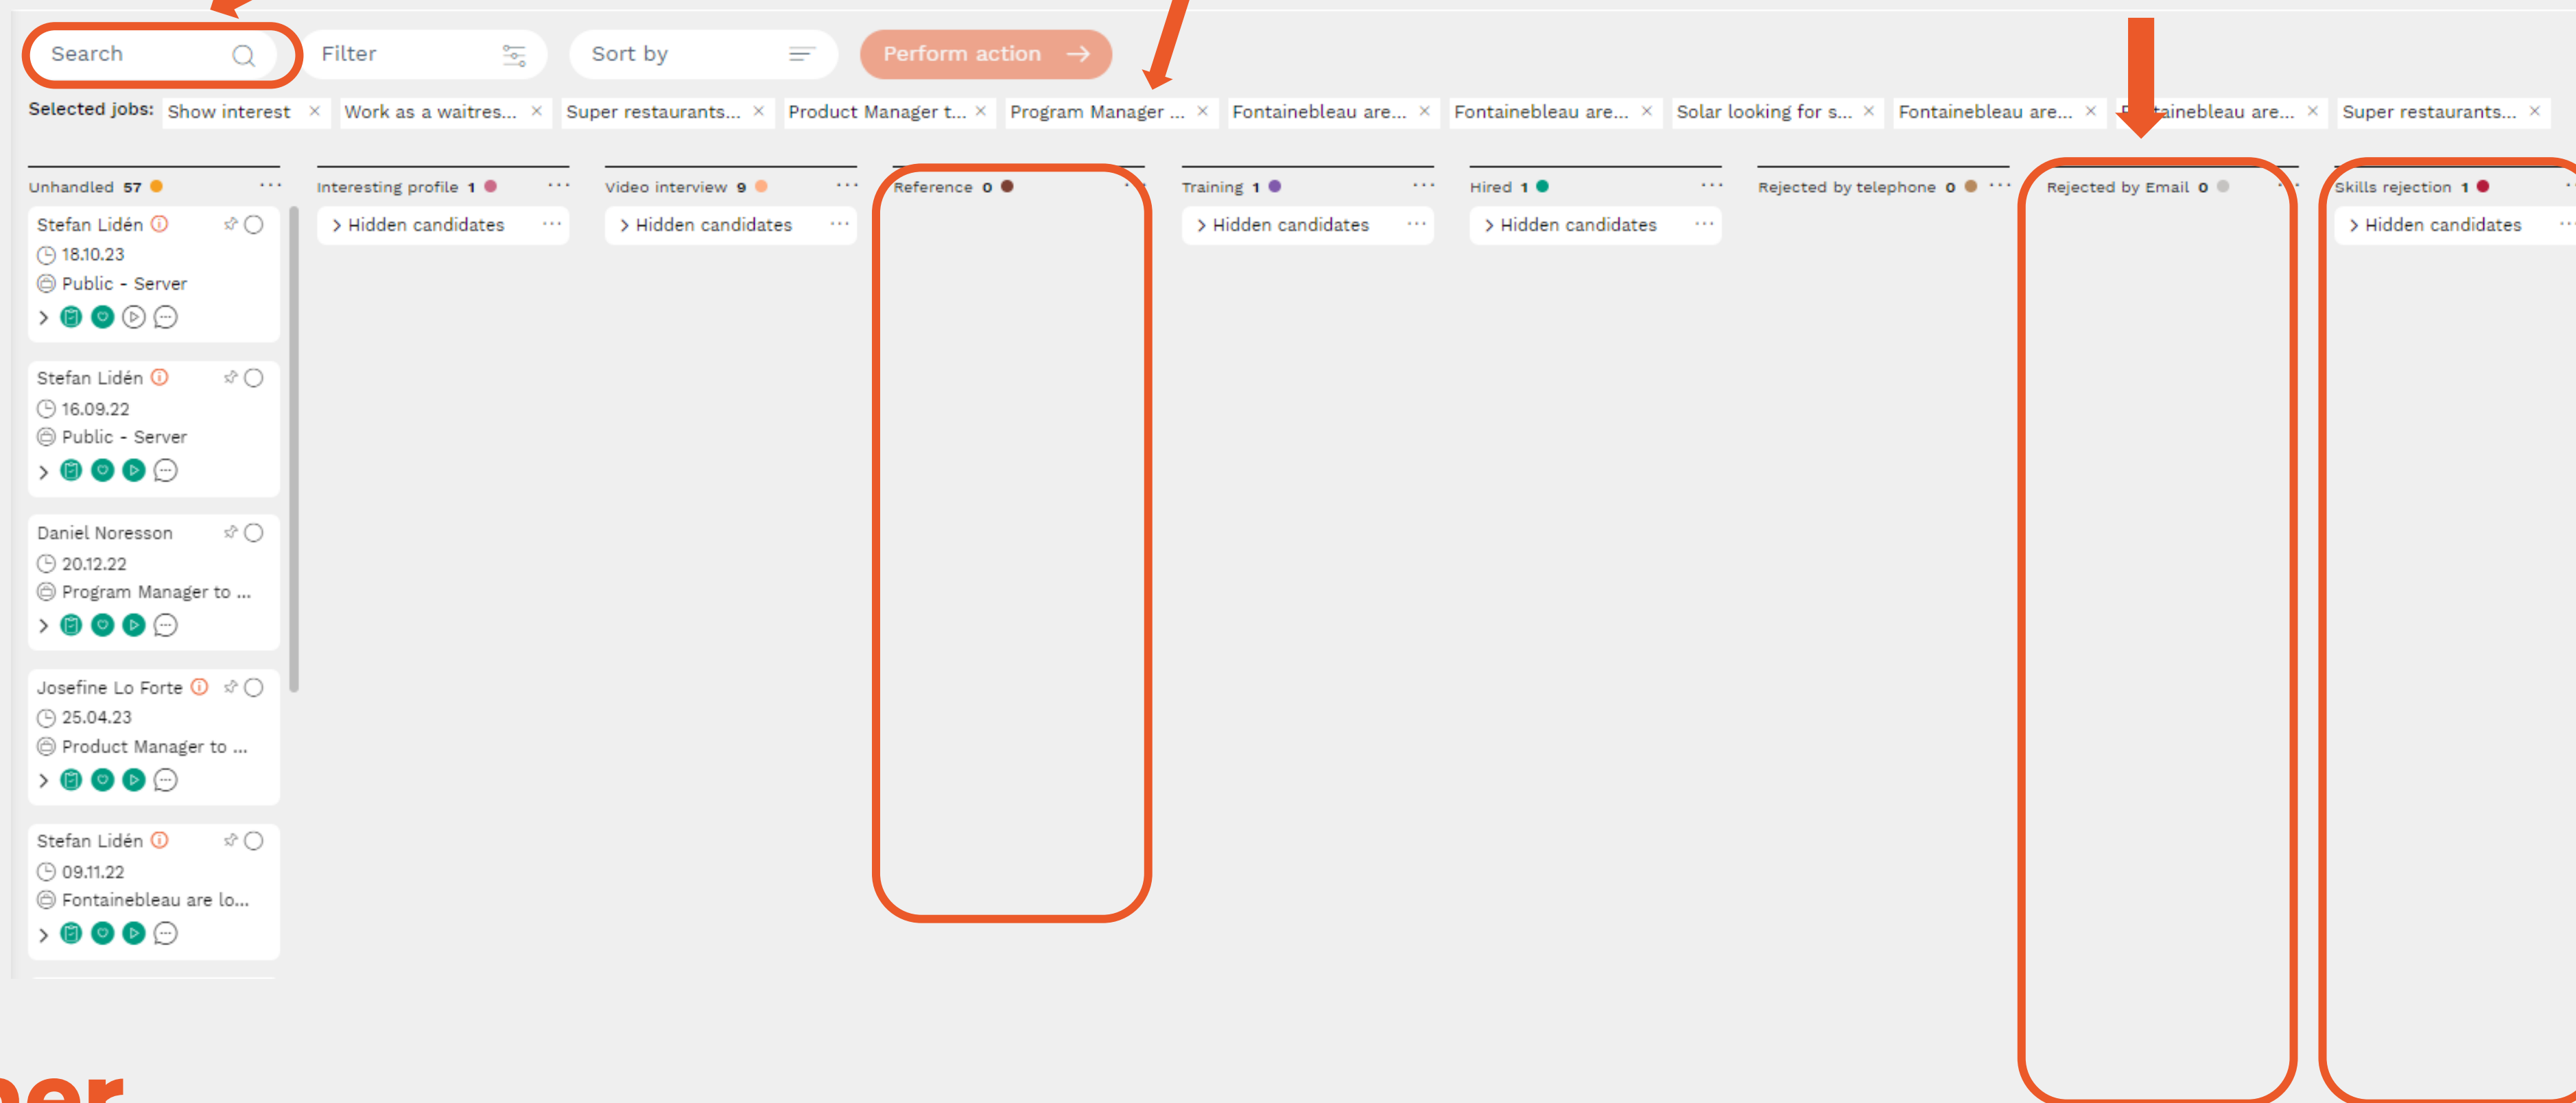 Search Filter Sort by Perform action
Selected jobs: Show interest Work as a waitres... Super restaurants... Product Manager t... Program Manager ... Fontainebleau are... Fontainebleau are... Solar looking for s... Fontainebleau are... are... Super restaurants...
Unhandled 57 Interesting profile 1 Video interview 9 Reference 0 Training 1 Hired 1 Rejected by telephone 0 Rejected by Email 0 Skills rejection 1
Stefan Lidén Hidden candidates Hidden candidates Hidden candidates Hidden candidates Hidden candidates
18.10.23
Public - Server
Stefan Lidén
16.09.22
Public - Server
Daniel Noresson
20.12.22
Program Manager to ...
Josefine Lo Forte
25.04.23
Product Manager to ...
Stefan Lidén
09.11.22
Fontainebleau are lo...